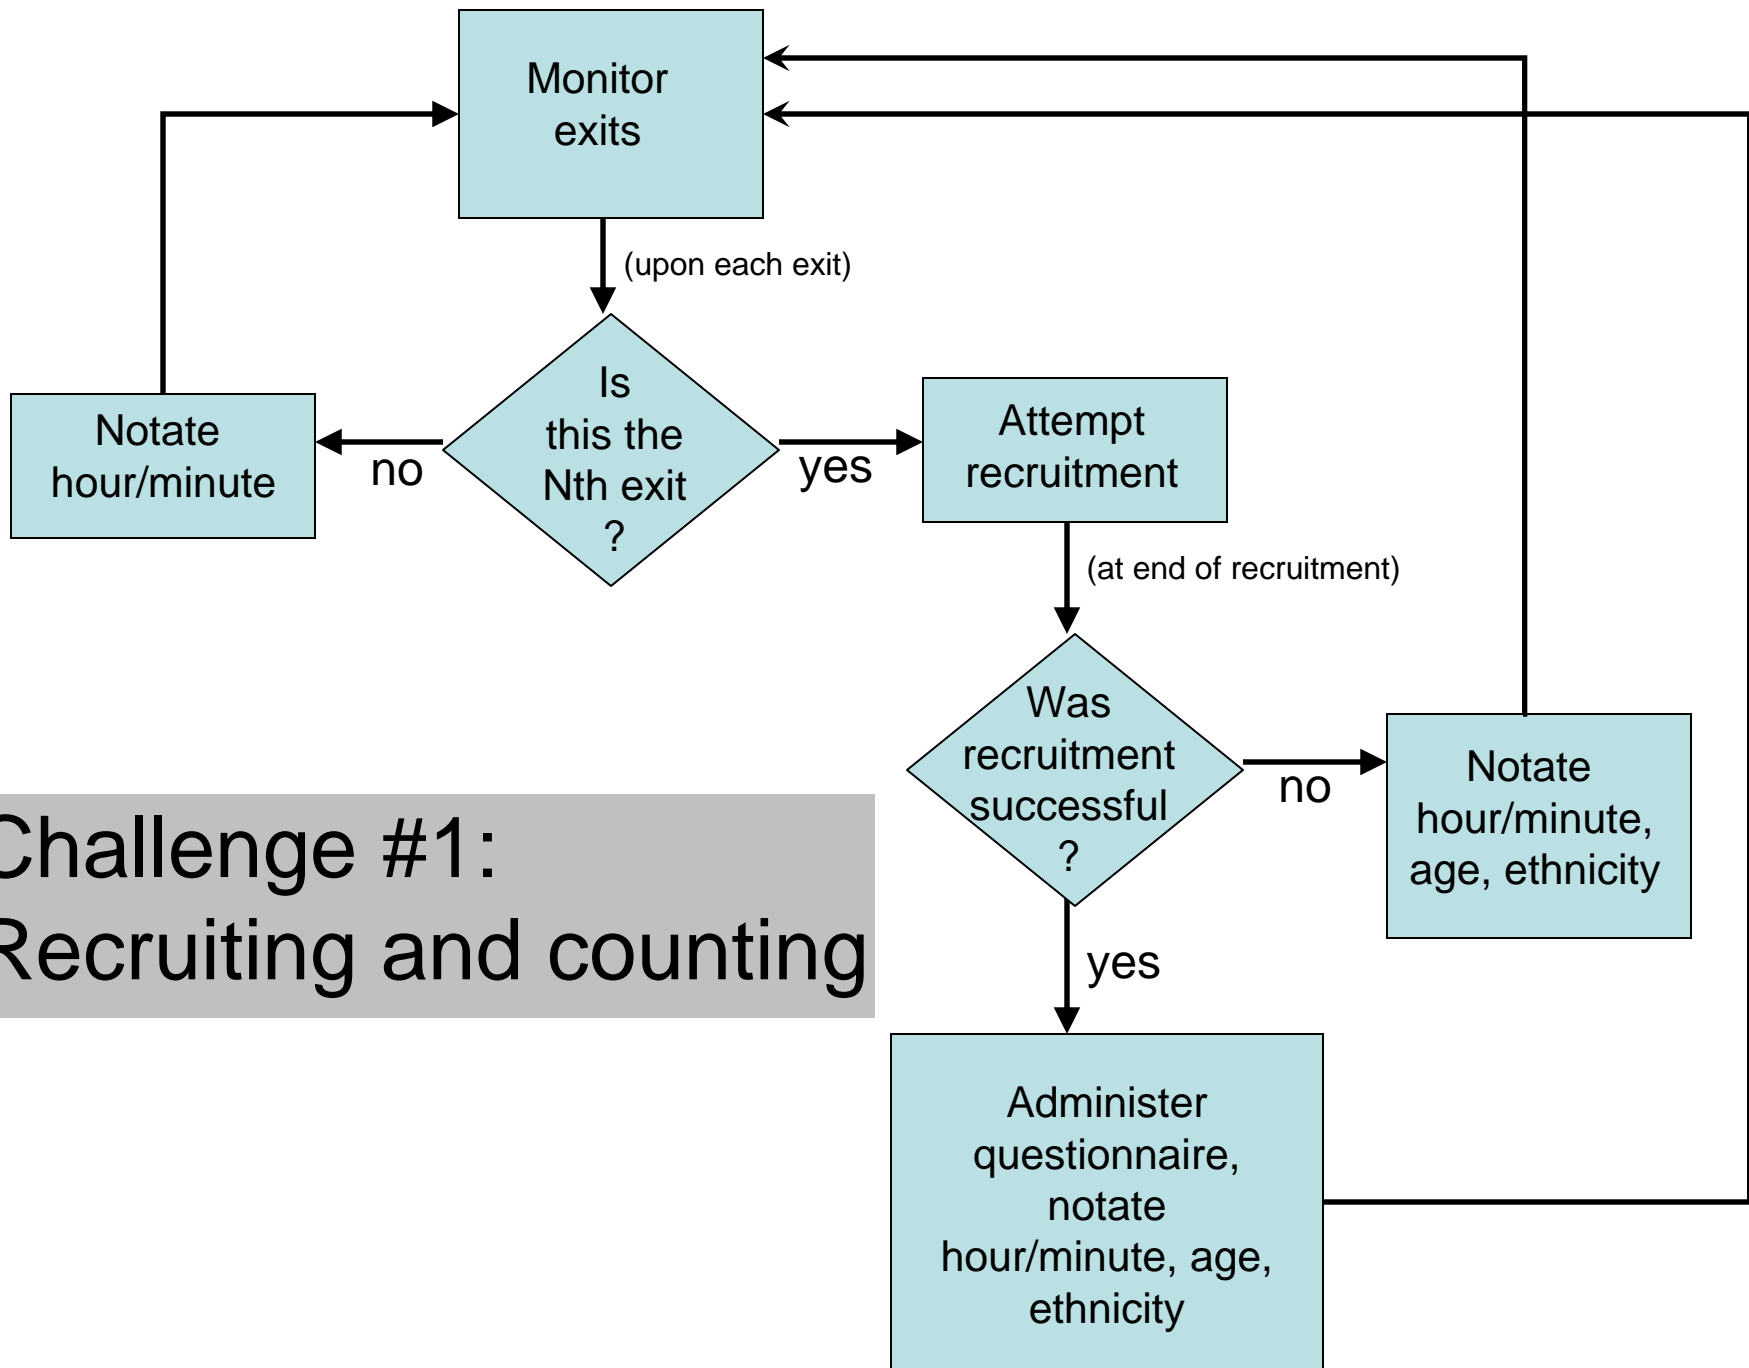 Monitor
exits
(upon each exit)
Is
this the
Nth exit
?
no
yes
Notate
hour/minute
Attempt
recruitment
(at end of recruitment)
Was
recruitment
successful
?
no
Notate
hour/minute,
age, ethnicity
yes
Challenge #1:
Recruiting and counting
Administer
questionnaire,
notate
hour/minute, age,
ethnicity